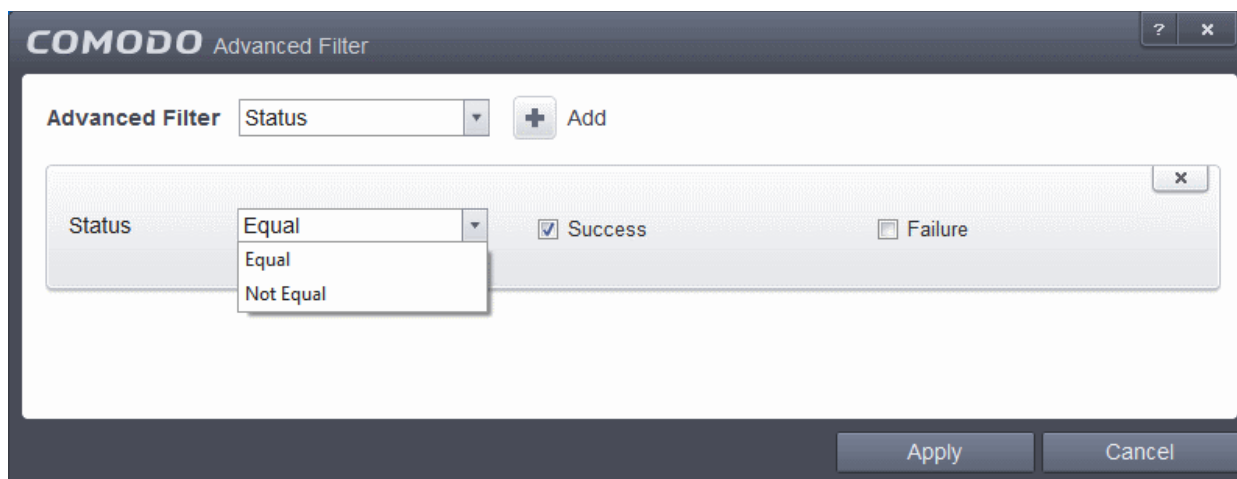 COMODO Advanced Filter ? x
Advanced Filter Status + Add
x
Status Equal Success Failure
Equal
Not Equal
Apply Cancel